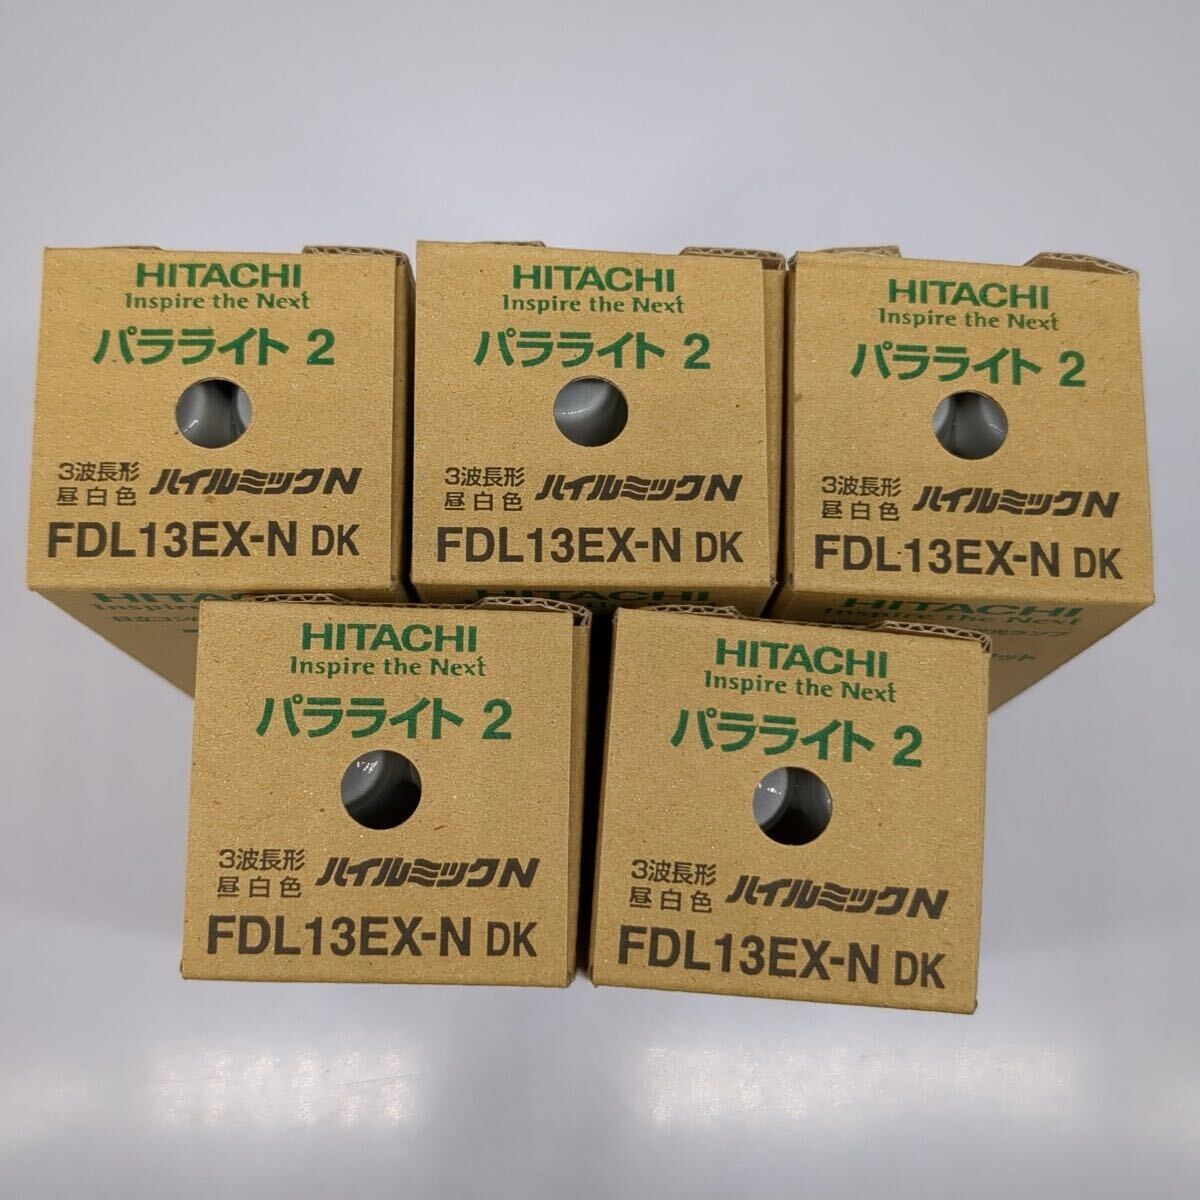 HITACHI
Inspire the Next
パラライト 2
3波長形
昼白色 ハイルミックN
FDL13EX-N DK
HITACHI
Inspire the Next
パラライト 2
3波長形
昼白色 ハイルミックN
FDL13EX-N DK
HITACHI
Inspire the Next
パラライト 2
3波長形
昼白色 ハイルミックN
FDL13EX-N DK
HITACHI
Inspire the Next
パラライト 2
3波長形
昼白色 ハイルミックN
FDL13EX-N DK
HITACHI
Inspire the Next
パラライト 2
3波長形
昼白色 ハイルミックN
FDL13EX-N DK